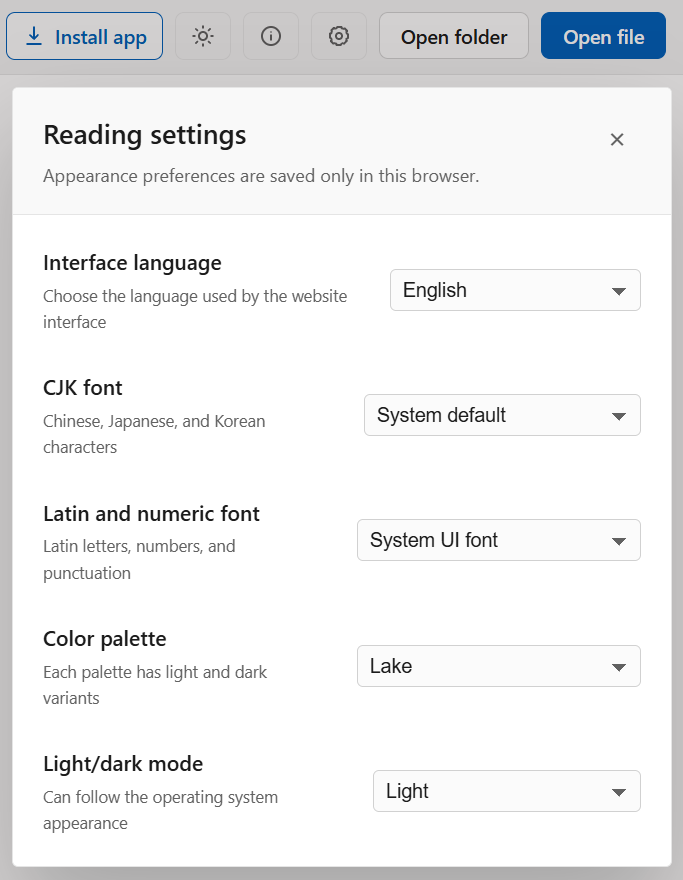 Install app
Open folder
Open file
Reading settings
Appearance preferences are saved only in this browser.
Interface language
Choose the language used by the website
interface
English
CJK font
Chinese, Japanese, and Korean
characters
System default
Latin and numeric font
Latin letters, numbers, and
punctuation
System UI font
Color palette
Each palette has light and dark
variants
Lake
Light/dark mode
Can follow the operating system
appearance
Light